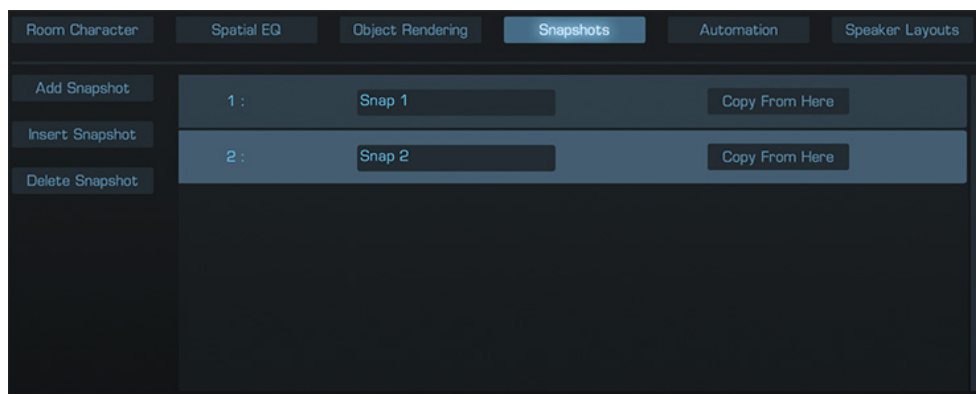 Room Character Spatial EQ Object Rendering Snapshots Automation Speaker Layouts
Add Snapshot
1 : Snap 1 Copy From Here
Insert Snapshot
2 : Snap 2 Copy From Here
Delete Snapshot